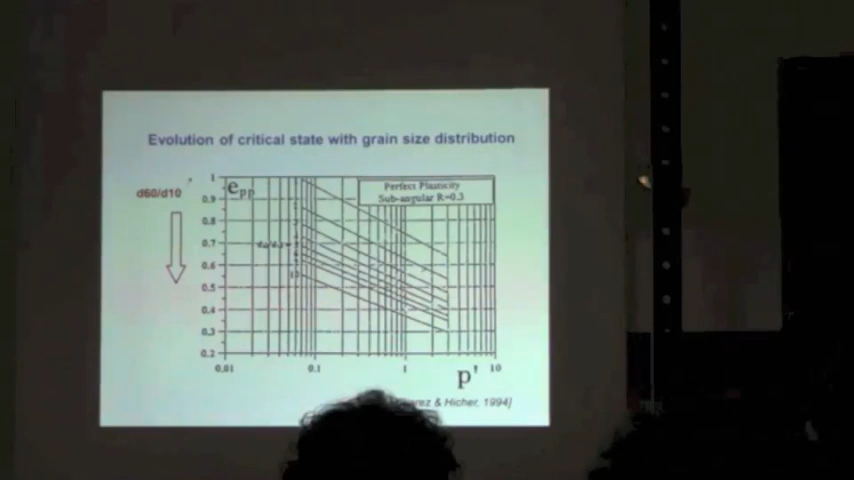 Evolution of critical state with grain size distribution
d60/d10
e pp
Perfect Plasticity
Sub-angular R=0.3
1
0.9
0.8
0.7
0.6
0.5
0.4
0.3
0.2
0.01
0.1
1
10
p'
& Hicher, 1994]